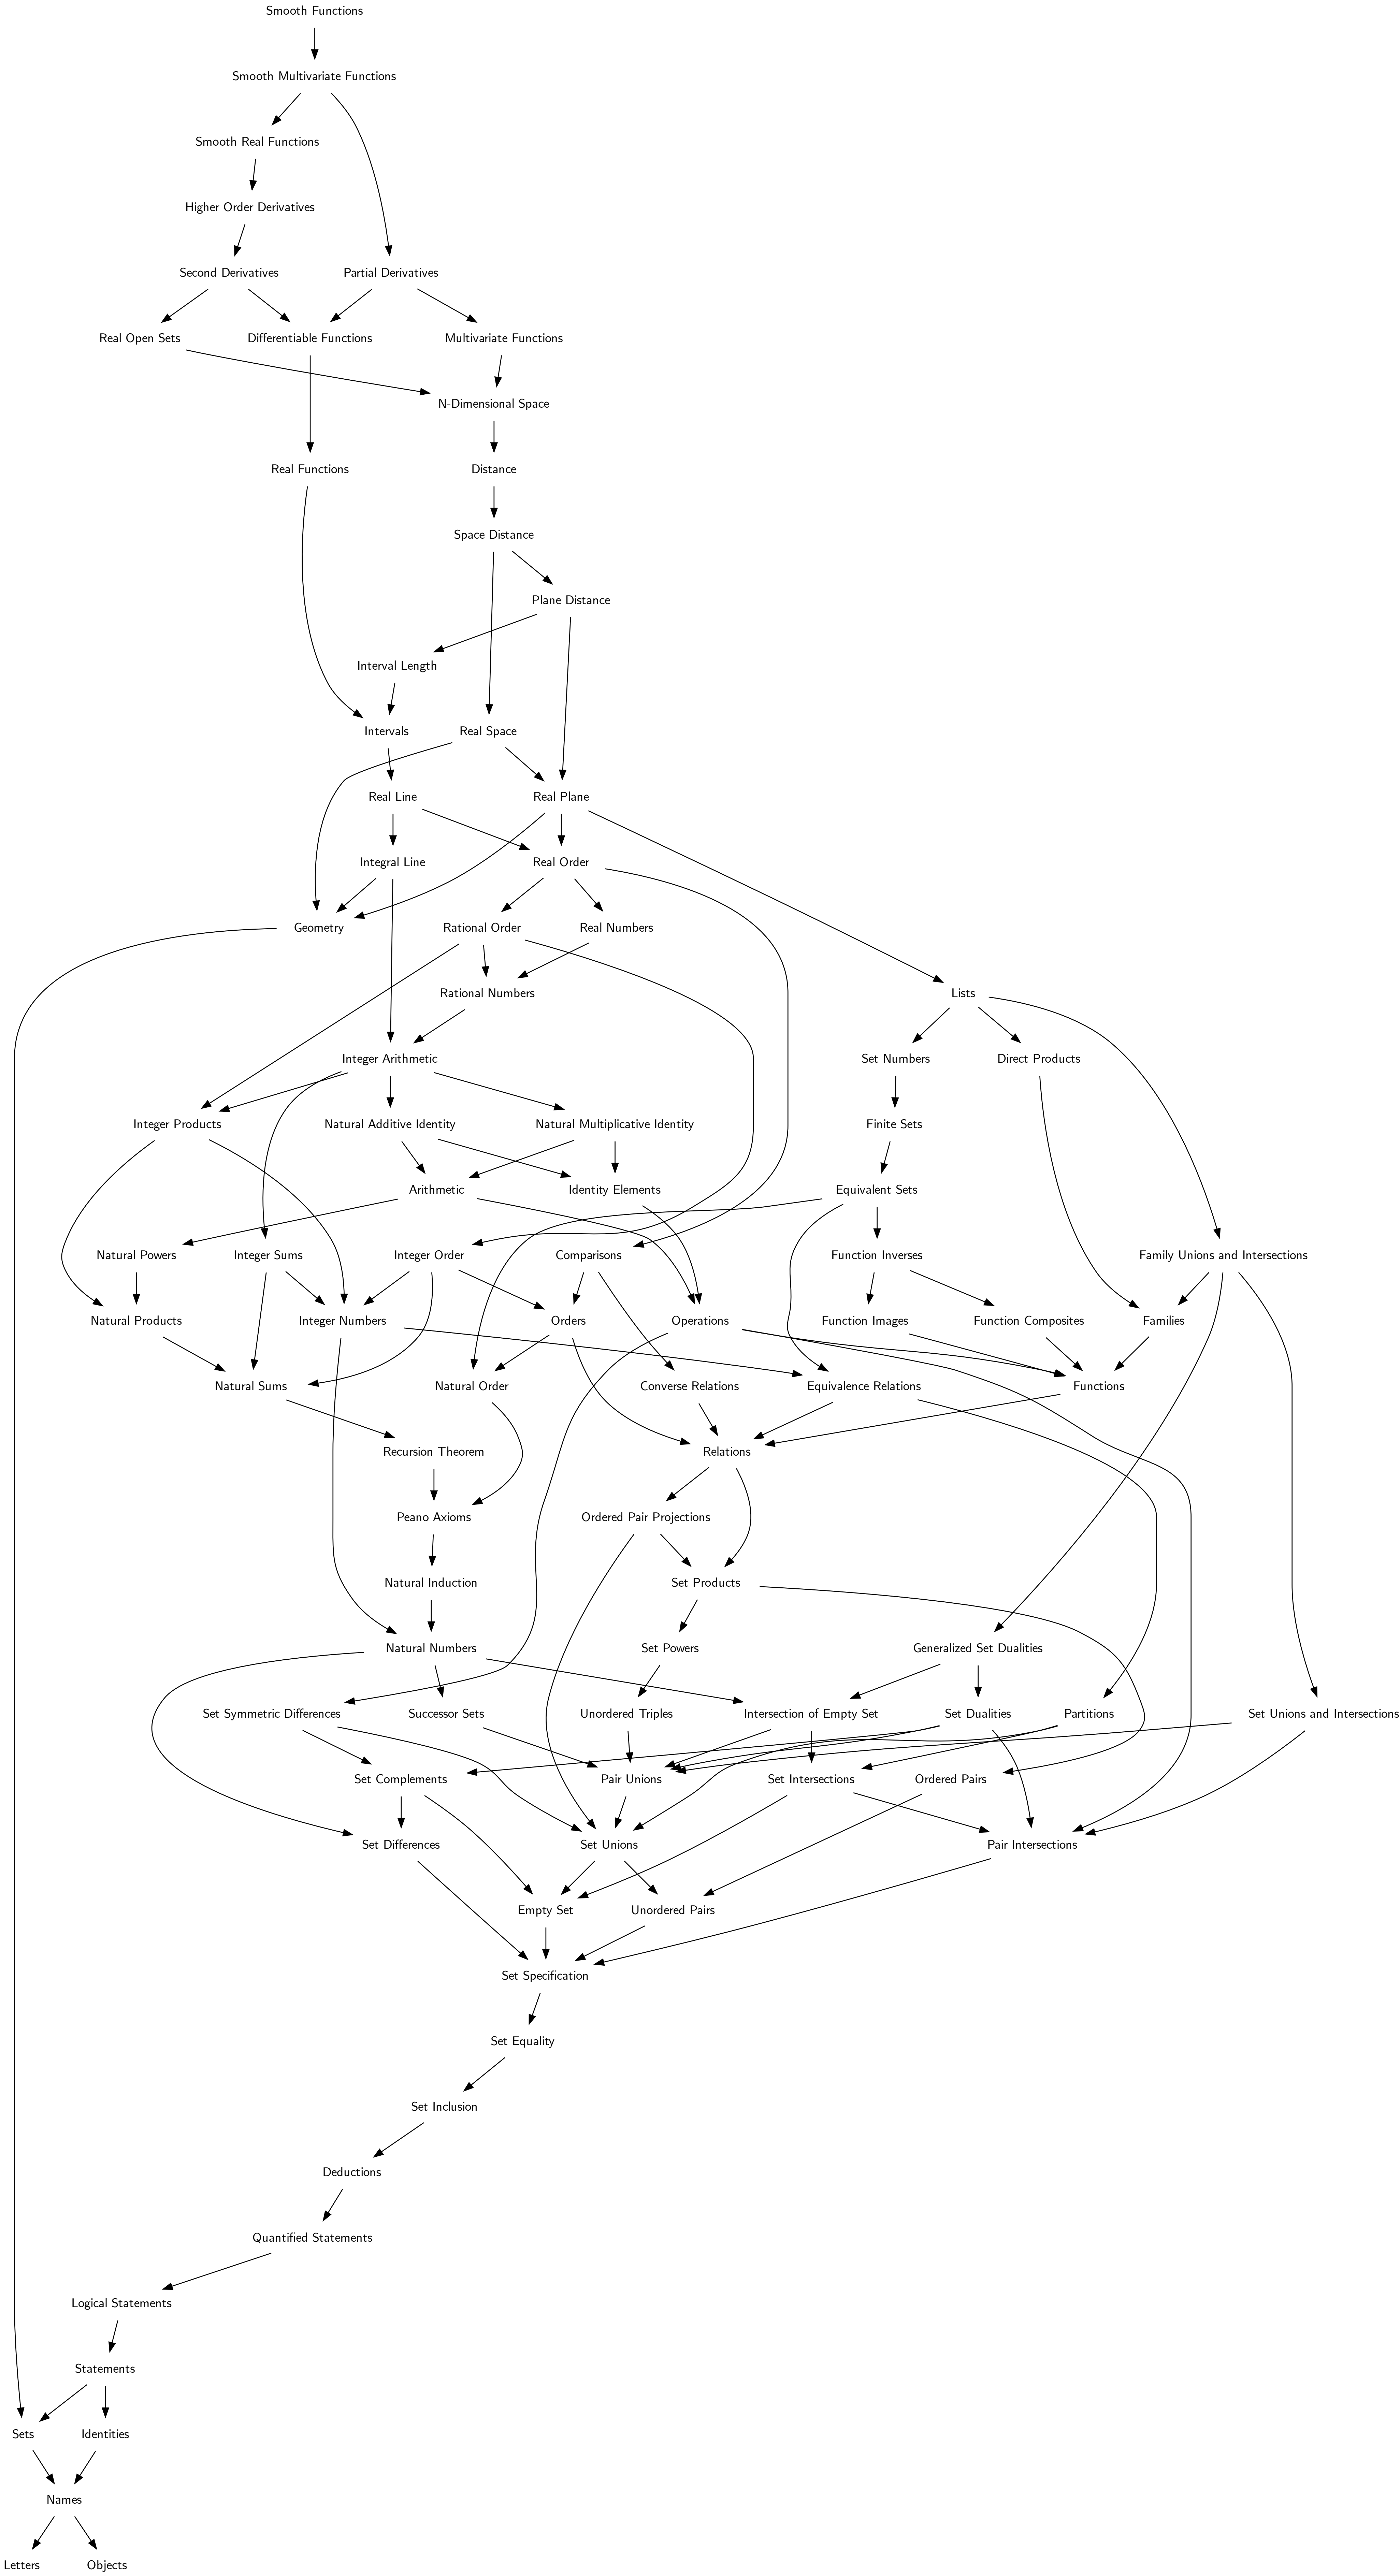 Smooth Functions
Smooth Multivariate Functions
Smooth Real Functions
Higher Order Derivatives
Second Derivatives
Partial Derivatives
Real Open Sets
Differentiable Functions
Multivariate Functions
N-Dimensional Space
Real Functions
Distance
Space Distance
Plane Distance
Interval Length
Intervals
Real Space
Real Line
Real Plane
Integral Line
Real Order
Geometry
Rational Order
Real Numbers
Rational Numbers
Lists
Integer Arithmetic
Set Numbers
Direct Products
Integer Products
Natural Additive Identity
Natural Multiplicative Identity
Finite Sets
Arithmetic
Identity Elements
Equivalent Sets
Natural Powers
Integer Sums
Integer Order
Comparisons
Function Inverses
Family Unions and Intersections
Natural Products
Integer Numbers
Orders
Operations
Function Images
Function Composites
Families
Natural Sums
Natural Order
Converse Relations
Equivalence Relations
Functions
Recursion Theorem
Relations
Peano Axioms
Ordered Pair Projections
Natural Induction
Set Products
Natural Numbers
Set Powers
Generalized Set Dualities
Set Symmetric Differences
Successor Sets
Unordered Triples
Intersection of Empty Set
Set Dualities
Partitions
Set Unions and Intersections
Set Complements
Pair Unions
Set Intersections
Ordered Pairs
Set Differences
Set Unions
Pair Intersections
Empty Set
Unordered Pairs
Set Specification
Set Equality
Set Inclusion
Deductions
Quantified Statements
Logical Statements
Statements
Sets
Identities
Names
Letters
Objects